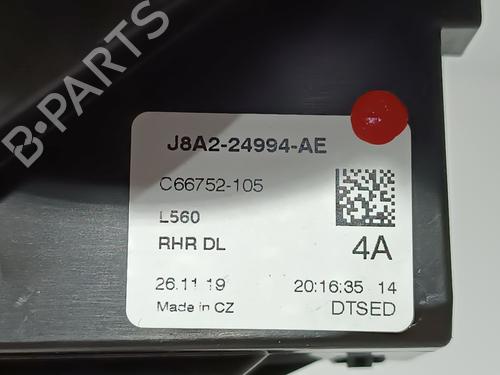 B-PARTS
J8A2-24994-AE
C66752-105
L560
RHR DL
4A
26.11.19 20:16:35 14
Made in CZ DTSED